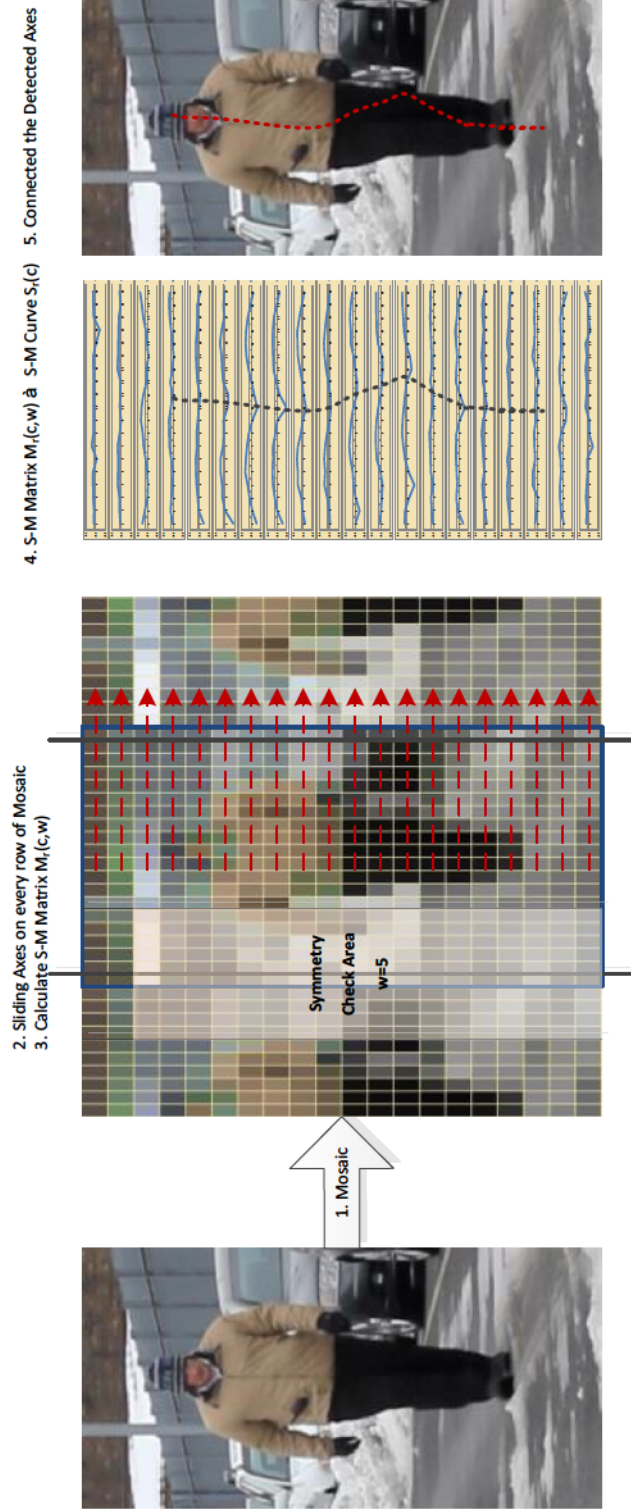 1. Mosaic
2. Sliding Axes on every row of Mosaic
3. Calculate S-M Matrix Mᵣ(c,w)
Symmetry
Check Area
w=5
4. S-M Matrix Mᵣ(c,w) à S-M Curve Sᵣ(c)
5. Connected the Detected Axes